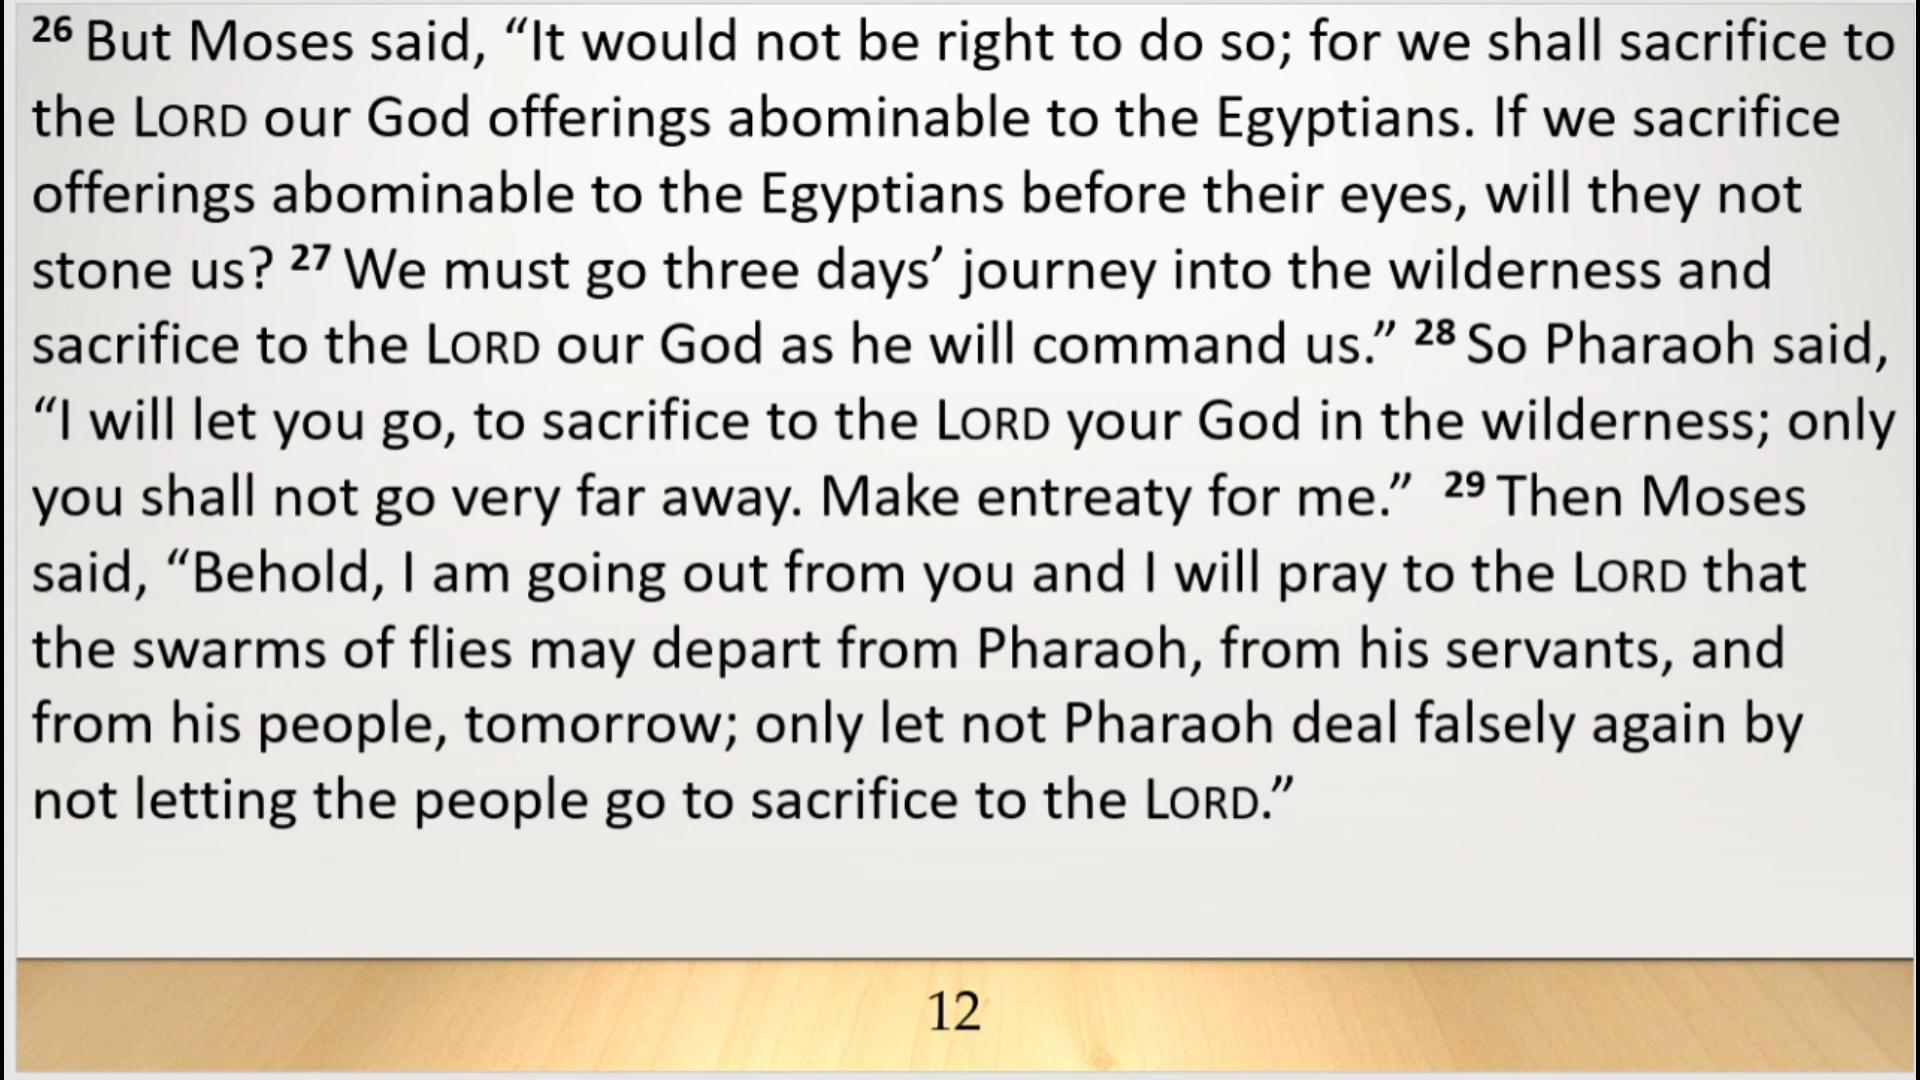 26 But Moses said, “It would not be right to do so; for we shall sacrifice to
the LORD our God offerings abominable to the Egyptians. If we sacrifice
offerings abominable to the Egyptians before their eyes, will they not
stone us? 27 We must go three days’ journey into the wilderness and
sacrifice to the LORD our God as he will command us.” 28 So Pharaoh said,
“I will let you go, to sacrifice to the LORD your God in the wilderness; only
you shall not go very far away. Make entreaty for me.” 29 Then Moses
said, “Behold, I am going out from you and I will pray to the LORD that
the swarms of flies may depart from Pharaoh, from his servants, and
from his people, tomorrow; only let not Pharaoh deal falsely again by
not letting the people go to sacrifice to the LORD.”
12